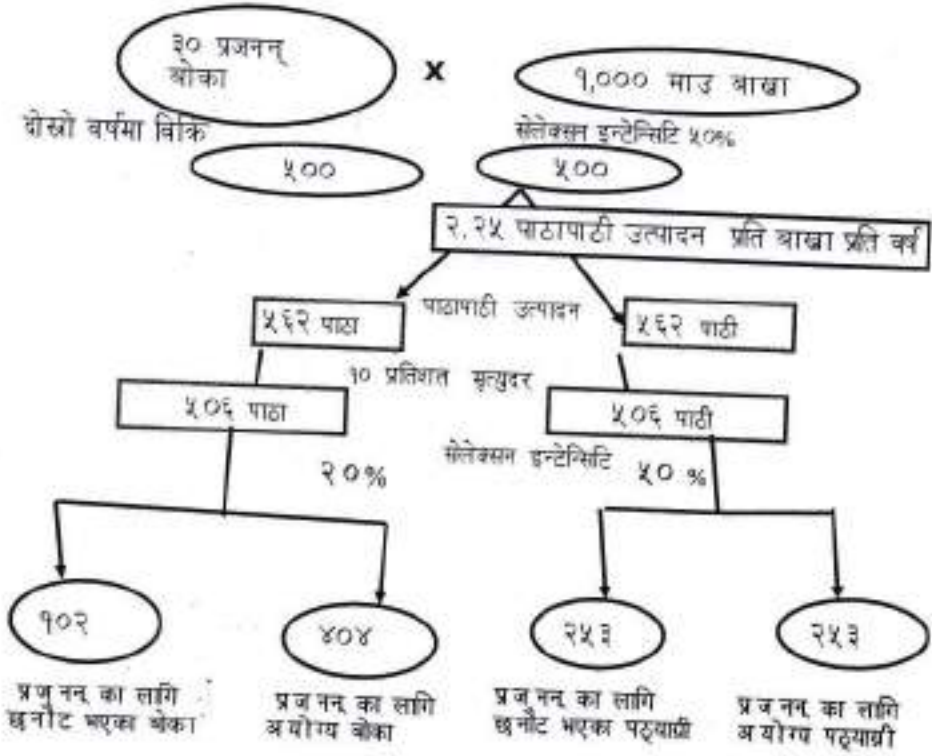 ३० प्रजनन्
बोका
X
१,००० माउ बाख्रा
दोस्रो वर्षमा विक्रि
सेलेक्सन इन्टेन्सिटि ५०%
५००
५००
२.२५ पाठापाठी उत्पादन प्रति बाख्रा प्रति वर्ष
५६२ पाठा
पाठापाठी उत्पादन
५६२ पाठी
१० प्रतिशत मृत्युदर
५०६ पाठा
५०६ पाठी
२०%
सेलेक्सन इन्टेन्सिटि
५०%
१०२
४०४
२५३
२५३
प्रजनन् का लागि
छनौट भएका बोका
प्रजनन् का लागि
अयोग्य बोका
प्रजनन् का लागि
छनौट भएका पठ्याग्री
प्रजनन् का लागि
अयोग्य पठ्याग्री